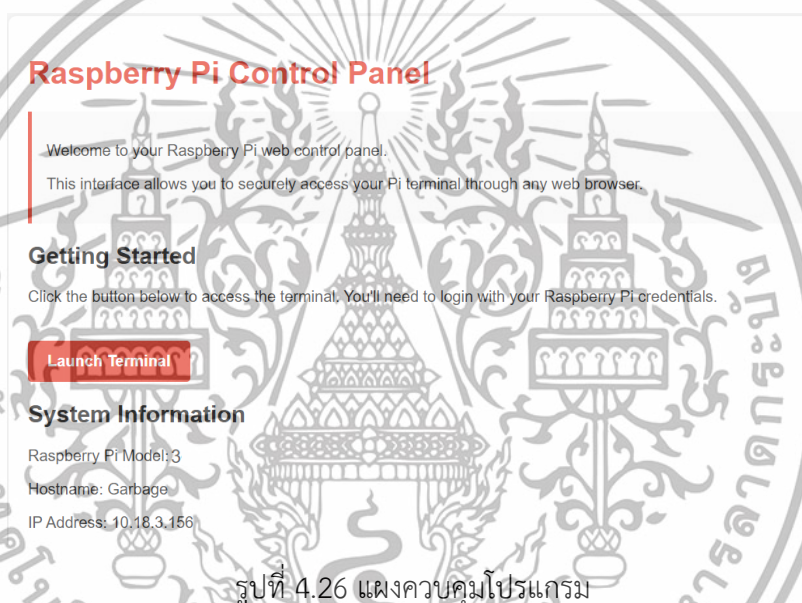 Raspberry Pi Control Panel
Welcome to your Raspberry Pi web control panel.
This interface allows you to securely access your Pi terminal through any web browser.
Getting Started
Click the button below to access the terminal. You'll need to login with your Raspberry Pi credentials.
Launch Terminal
System Information
Raspberry Pi Model: 3
Hostname: Garbage
IP Address: 10.18.3.156
รูปที่ 4.26 แผงควบคุมโปรแกรม